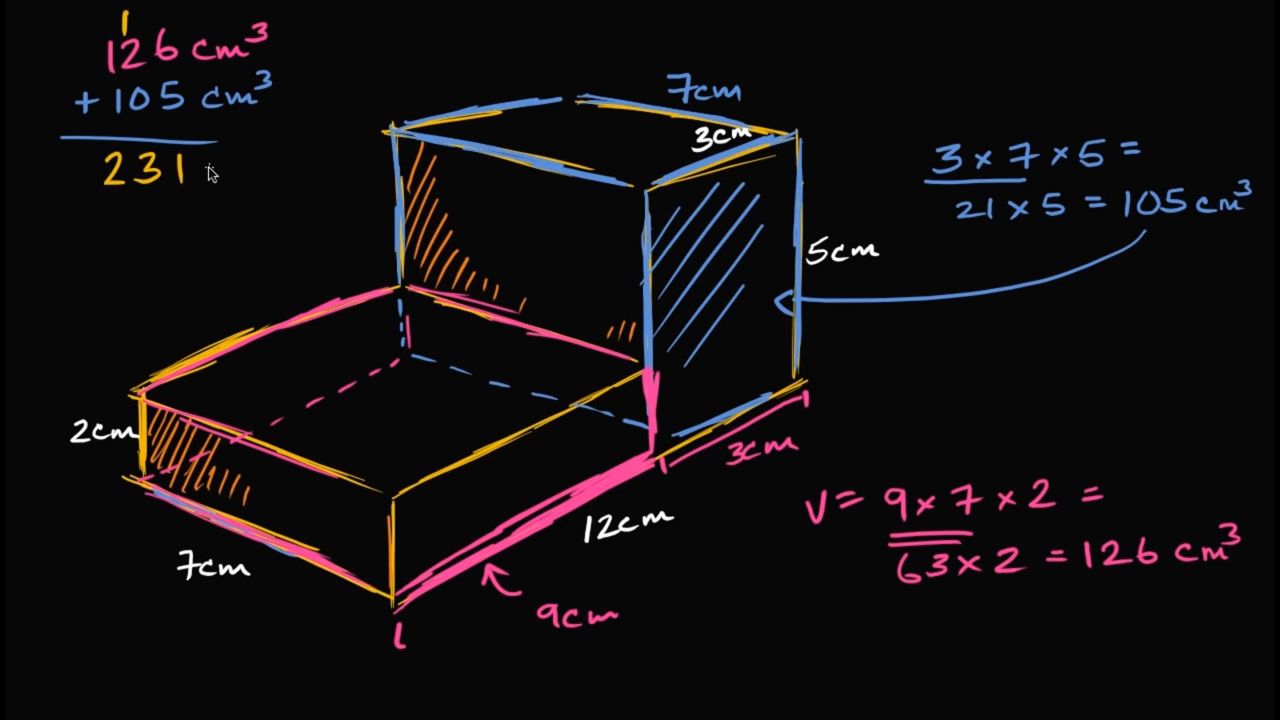 1
126 cm³
+ 105 cm³
231
7cm
3cm
5cm
3 × 7 × 5 =
21 × 5 = 105 cm³
2cm
7cm
12cm
9cm
3cm
V = 9 × 7 × 2 =
63 × 2 = 126 cm³